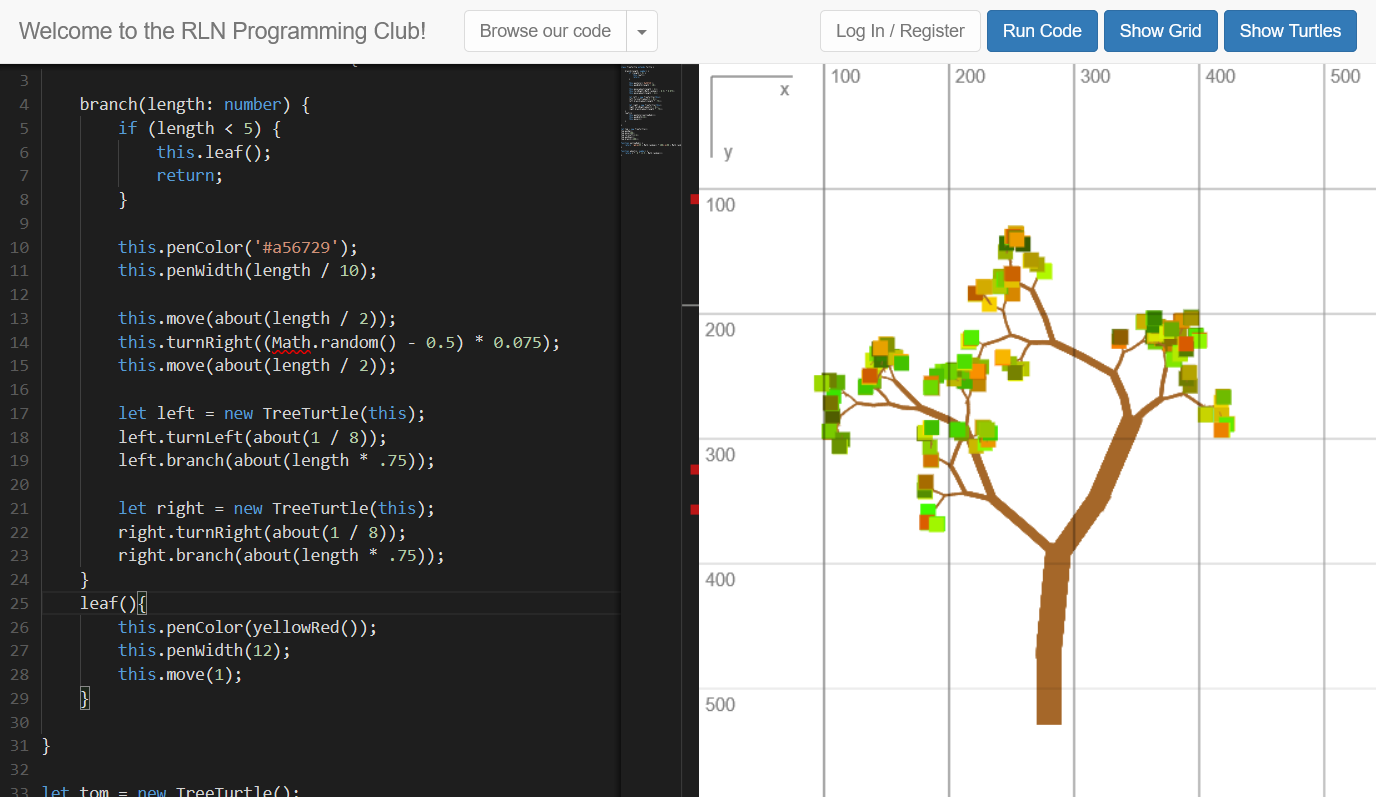 Welcome to the RLN Programming Club! Browse our code Log In / Register Run Code Show Grid Show Turtles
3 {
4 branch(length: number) {
5 if (length < 5) {
6 this.leaf();
7 return;
8 }
9
10 this.penColor('#a56729');
11 this.penWidth(length / 10);
12
13 this.move(about(length / 2));
14 this.turnRight((Math.random() - 0.5) * 0.075);
15 this.move(about(length / 2));
16
17 let left = new TreeTurtle(this);
18 left.turnLeft(about(1 / 8));
19 left.branch(about(length * .75));
20
21 let right = new TreeTurtle(this);
22 right.turnRight(about(1 / 8));
23 right.branch(about(length * .75));
24 }
25 leaf(){
26 this.penColor(yellowRed());
27 this.penWidth(12);
28 this.move(1);
29 }
30
31 }
32
33 let tom = new TreeTurtle();
100 200 300 400 500
x
y
100
200
300
400
500